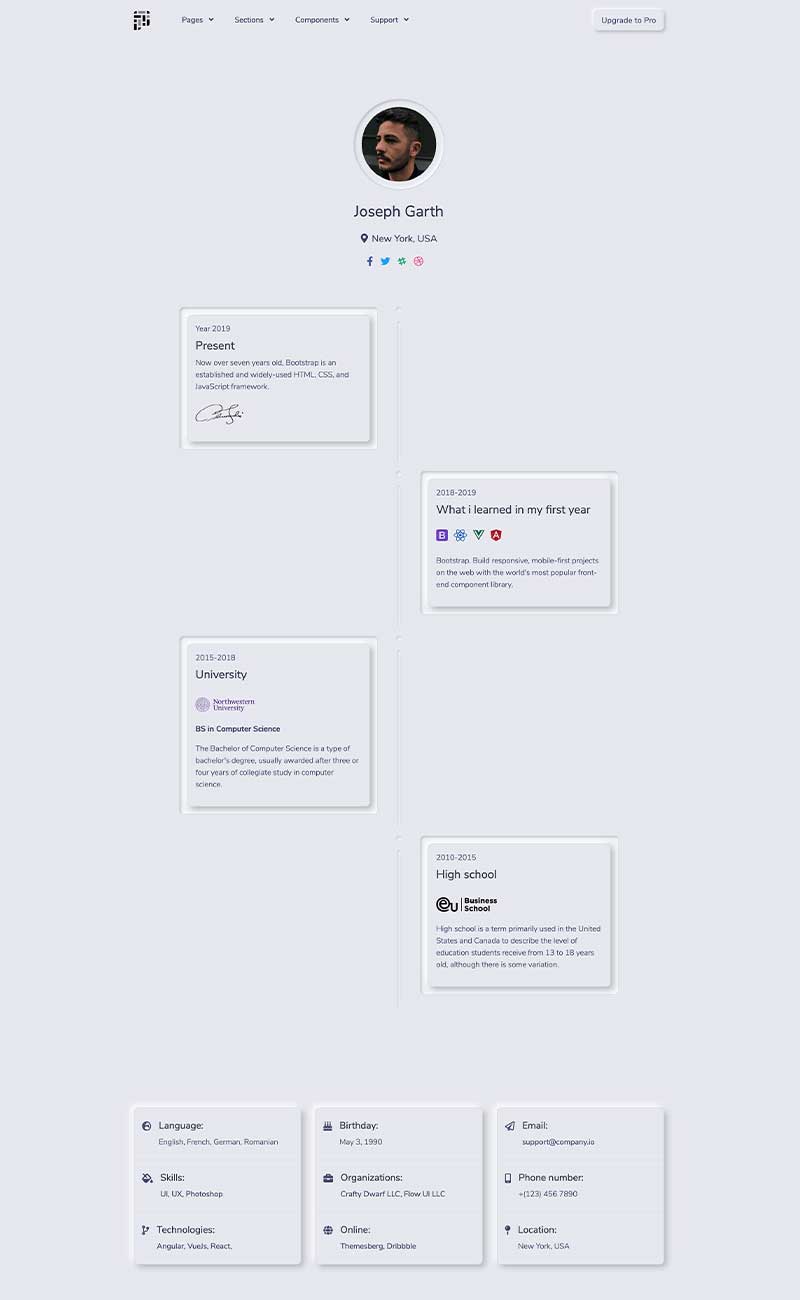 Pages Sections Components Support Upgrade to Pro
Joseph Garth
New York, USA
Year 2019
Present
Now over seven years old, Bootstrap is an
established and widely-used HTML, CSS, and
JavaScript framework.
2018-2019
What i learned in my first year
B A
Bootstrap. Build responsive, mobile-first projects
on the web with the world's most popular front-
end component library.
2015-2018
University
Northwestern
University
BS in Computer Science
The Bachelor of Computer Science is a type of
bachelor's degree, usually awarded after three or
four years of collegiate study in computer
science.
2010-2015
High school
eu Business
School
High school is a term primarily used in the United
States and Canada to describe the level of
education students receive from 13 to 18 years
old, although there is some variation.
Language:
English, French, German, Romanian
Skills:
UI, UX, Photoshop
Technologies:
Angular, VueJs, React,
Birthday:
May 3, 1990
Organizations:
Crafty Dwarf LLC, Flow UI LLC
Online:
Themesberg, Dribbble
Email:
support@company.io
Phone number:
+(123) 456 7890
Location:
New York, USA